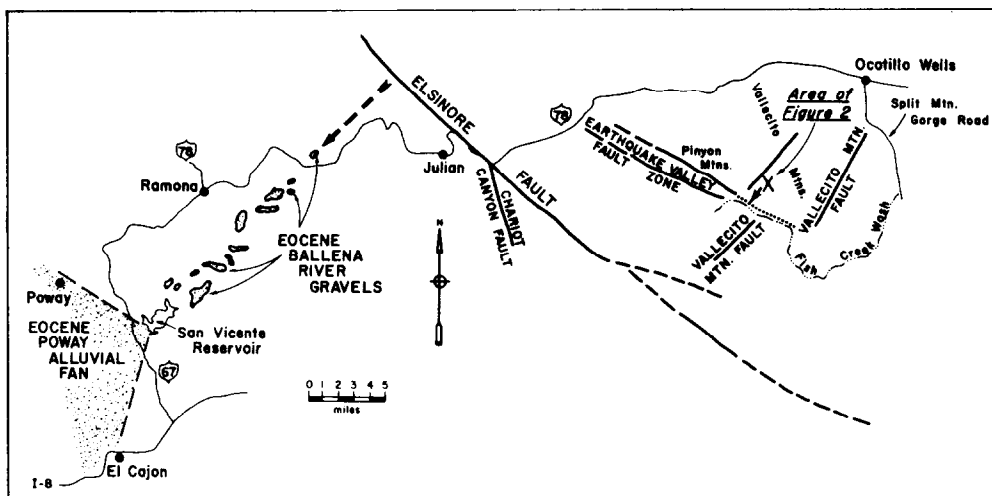 Ocotillo Wells
Area of
Figure 2
Split Mtn.
Gorge Road
Vallecito
Mtns.
ELSINORE
FAULT
78
EARTHQUAKE VALLEY
FAULT
ZONE
Pinyon
Mtns.
VALLECITO MTN.
FAULT
VALLECITO
MTN. FAULT
Fish Creek Wash
Julian
CHARIOT
CANYON FAULT
78
Ramona
EOCENE
BALLENA
RIVER
GRAVELS
N
Poway
EOCENE
POWAY
ALLUVIAL
FAN
San Vicente
Reservoir
67
0 1 2 3 4 5
miles
El Cajon
I-8